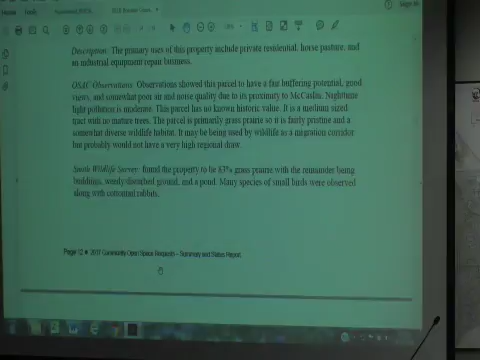 Home
Tools
Sign In
Description: The primary uses of this property include private residential, horse pasture, and
an industrial equipment repair business.
OSAC Observations: Observations showed this parcel to have a fair buffering potential, good
views, and somewhat poor air and noise quality due to its proximity to McCaslin. Nighttime
light pollution is moderate. This parcel has no known historic value. It is a medium sized
tract with no mature trees. The parcel is primarily grass prairie so it is fairly pristine and a
somewhat diverse wildlife habitat. It may be being used by wildlife as a migration corridor
but probably would not have a very high regional draw.
Smith Wildlife Survey: found the property to be 83% grass prairie with the remainder being
buildings, weedy/disturbed ground, and a pond. Many species of small birds were observed
along with cottontail rabbits.
Page 12 ★ 2017 Community Open Space Requests – Summary and Status Report